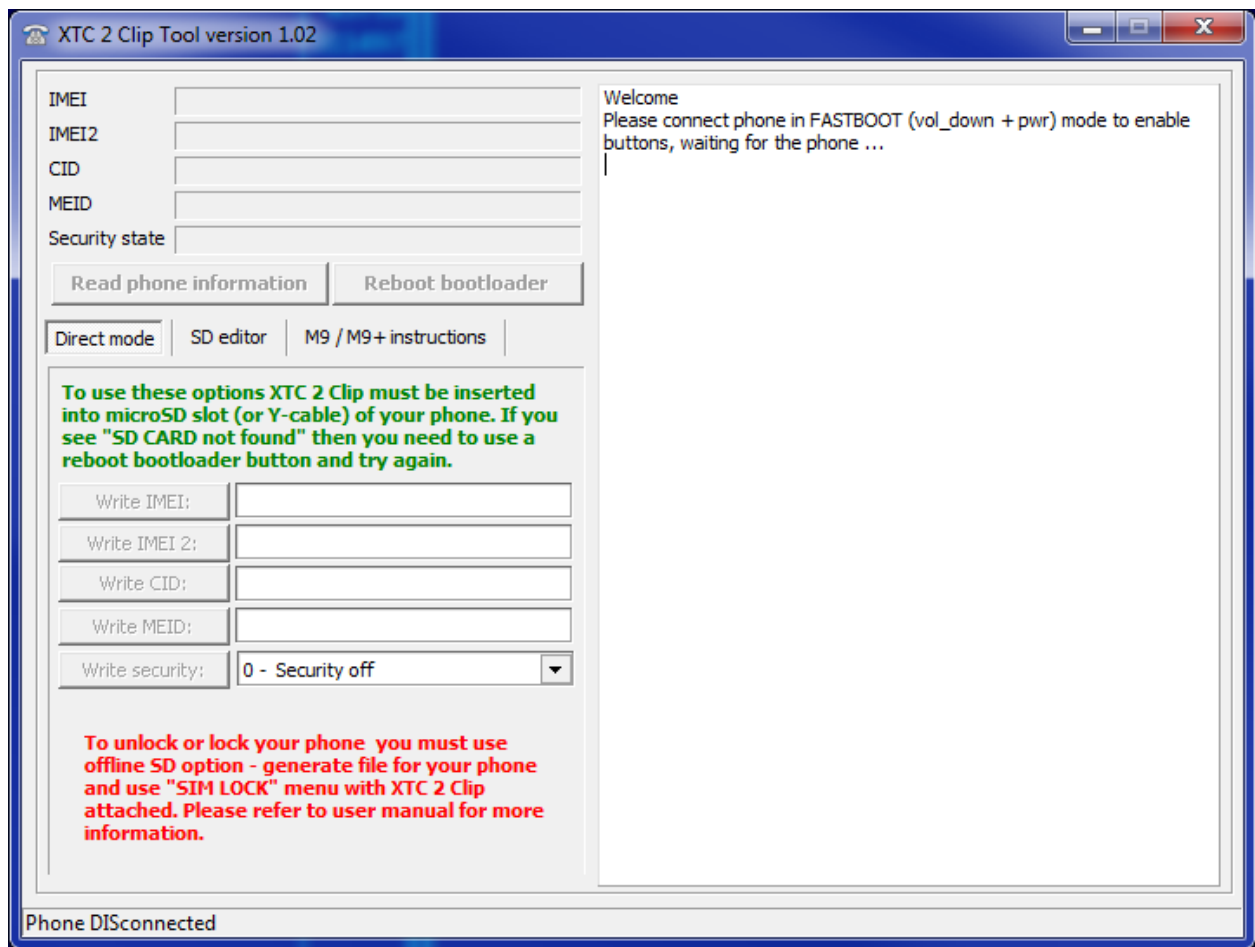 XTC 2 Clip Tool version 1.02
IMEI
IMEI2
CID
MEID
Security state
Read phone information
Reboot bootloader
Direct mode
SD editor
M9 / M9+ instructions
To use these options XTC 2 Clip must be inserted
into microSD slot (or Y-cable) of your phone. If you
see "SD CARD not found" then you need to use a
reboot bootloader button and try again.
Write IMEI:
Write IMEI 2:
Write CID:
Write MEID:
Write security:
0 - Security off
To unlock or lock your phone you must use
offline SD option - generate file for your phone
and use "SIM LOCK" menu with XTC 2 Clip
attached. Please refer to user manual for more
information.
Welcome
Please connect phone in FASTBOOT (vol_down + pwr) mode to enable
buttons, waiting for the phone ...
Phone DISconnected